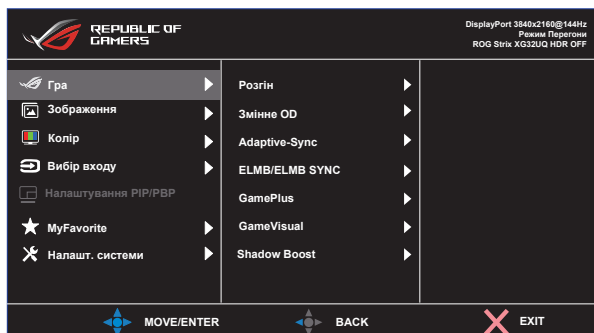 REPUBLIC OF
GAMERS
DisplayPort 3840x2160@144Hz
Режим Перегони
ROG Strix XG32UQ HDR OFF
Гра
Зображення
Колір
Вибір входу
Налаштування PIP/PBP
MyFavorite
Налашт. системи
Розгін
Змінне OD
Adaptive-Sync
ELMB/ELMB SYNC
GamePlus
GameVisual
Shadow Boost
MOVE/ENTER
BACK
EXIT